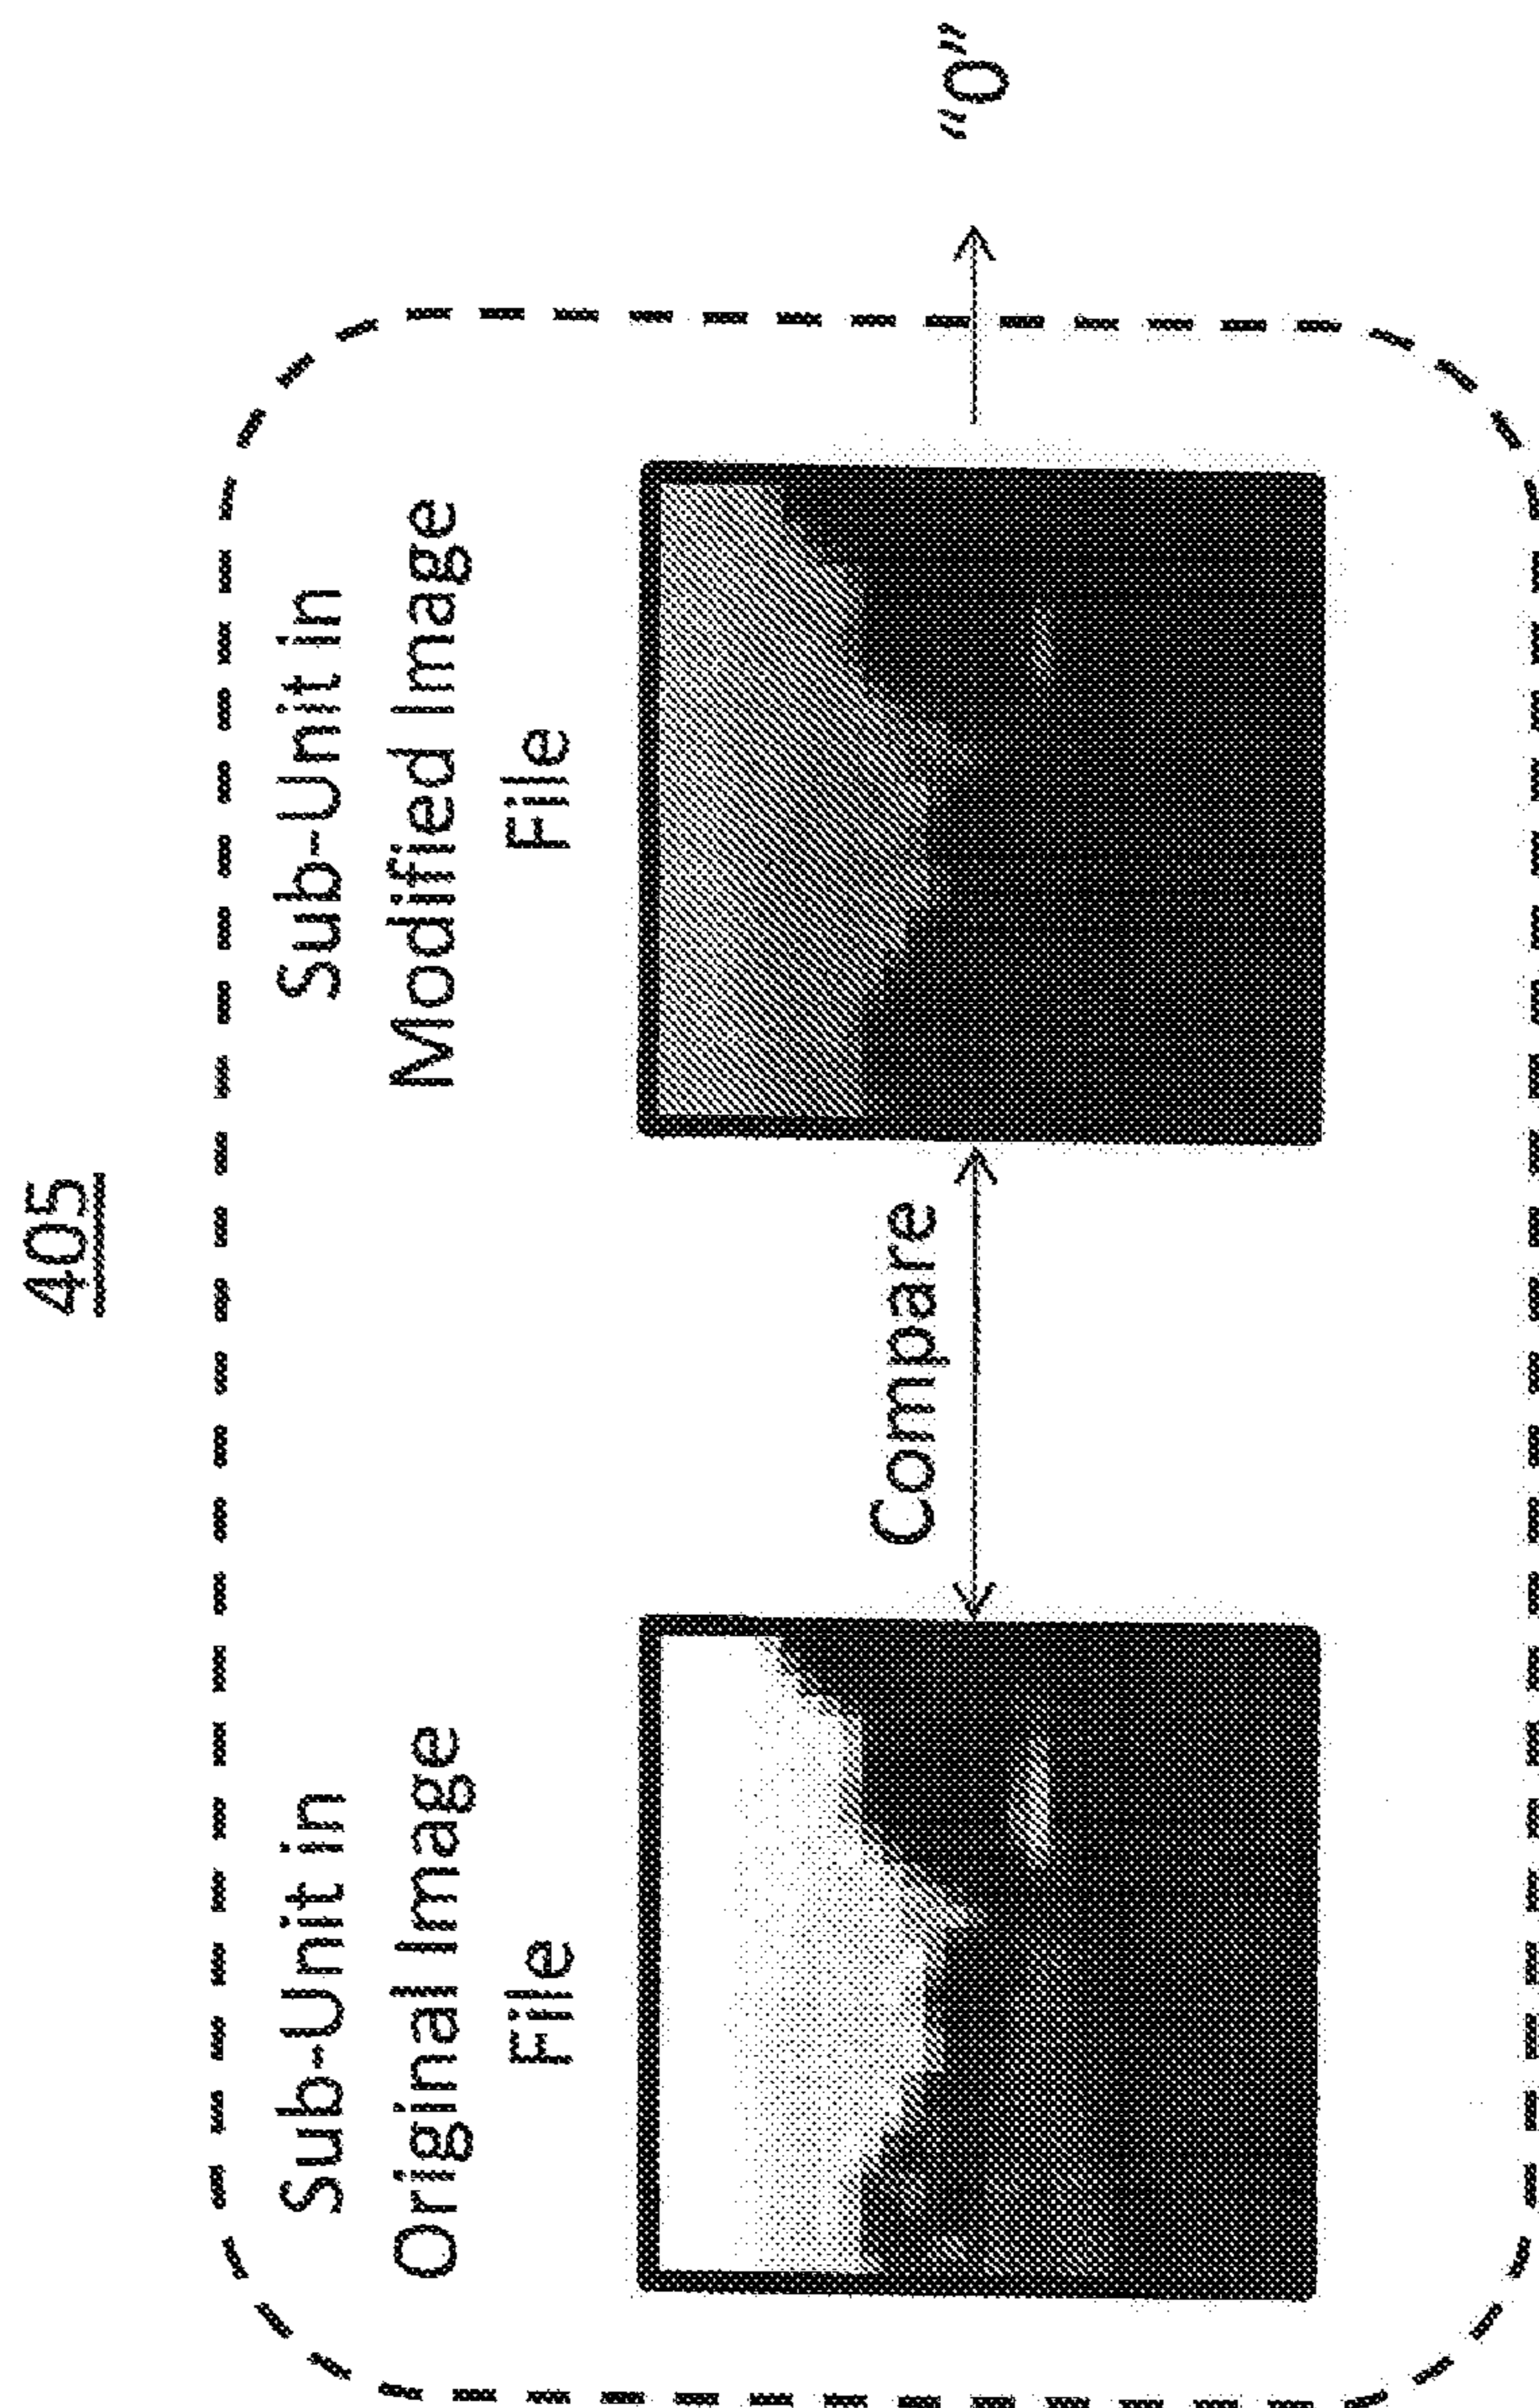 405
Sub-Unit in
Original Image
File
Compare
Sub-Unit in
Modified Image
File
“0”